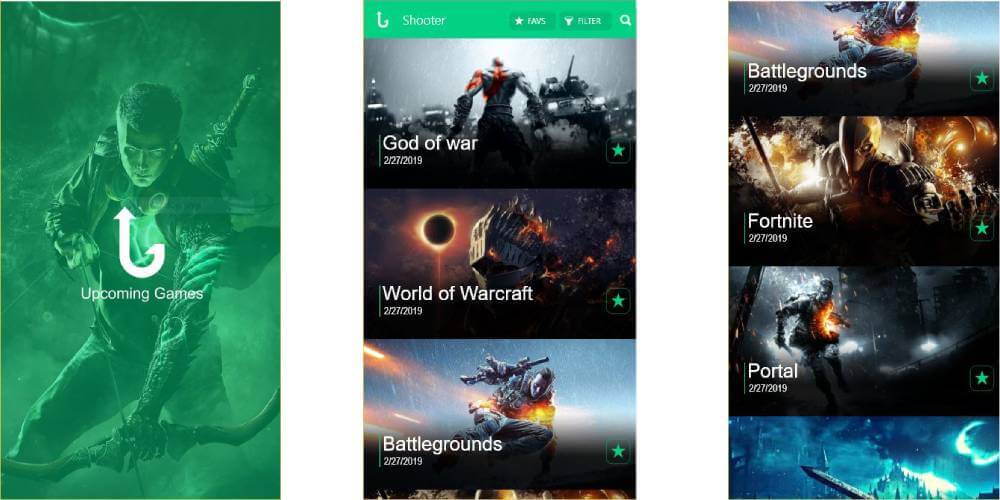 Upcoming Games
Shooter
FAVS
FILTER
God of war
2/27/2019
World of Warcraft
2/27/2019
Battlegrounds
2/27/2019
Battlegrounds
2/27/2019
Fortnite
2/27/2019
Portal
2/27/2019